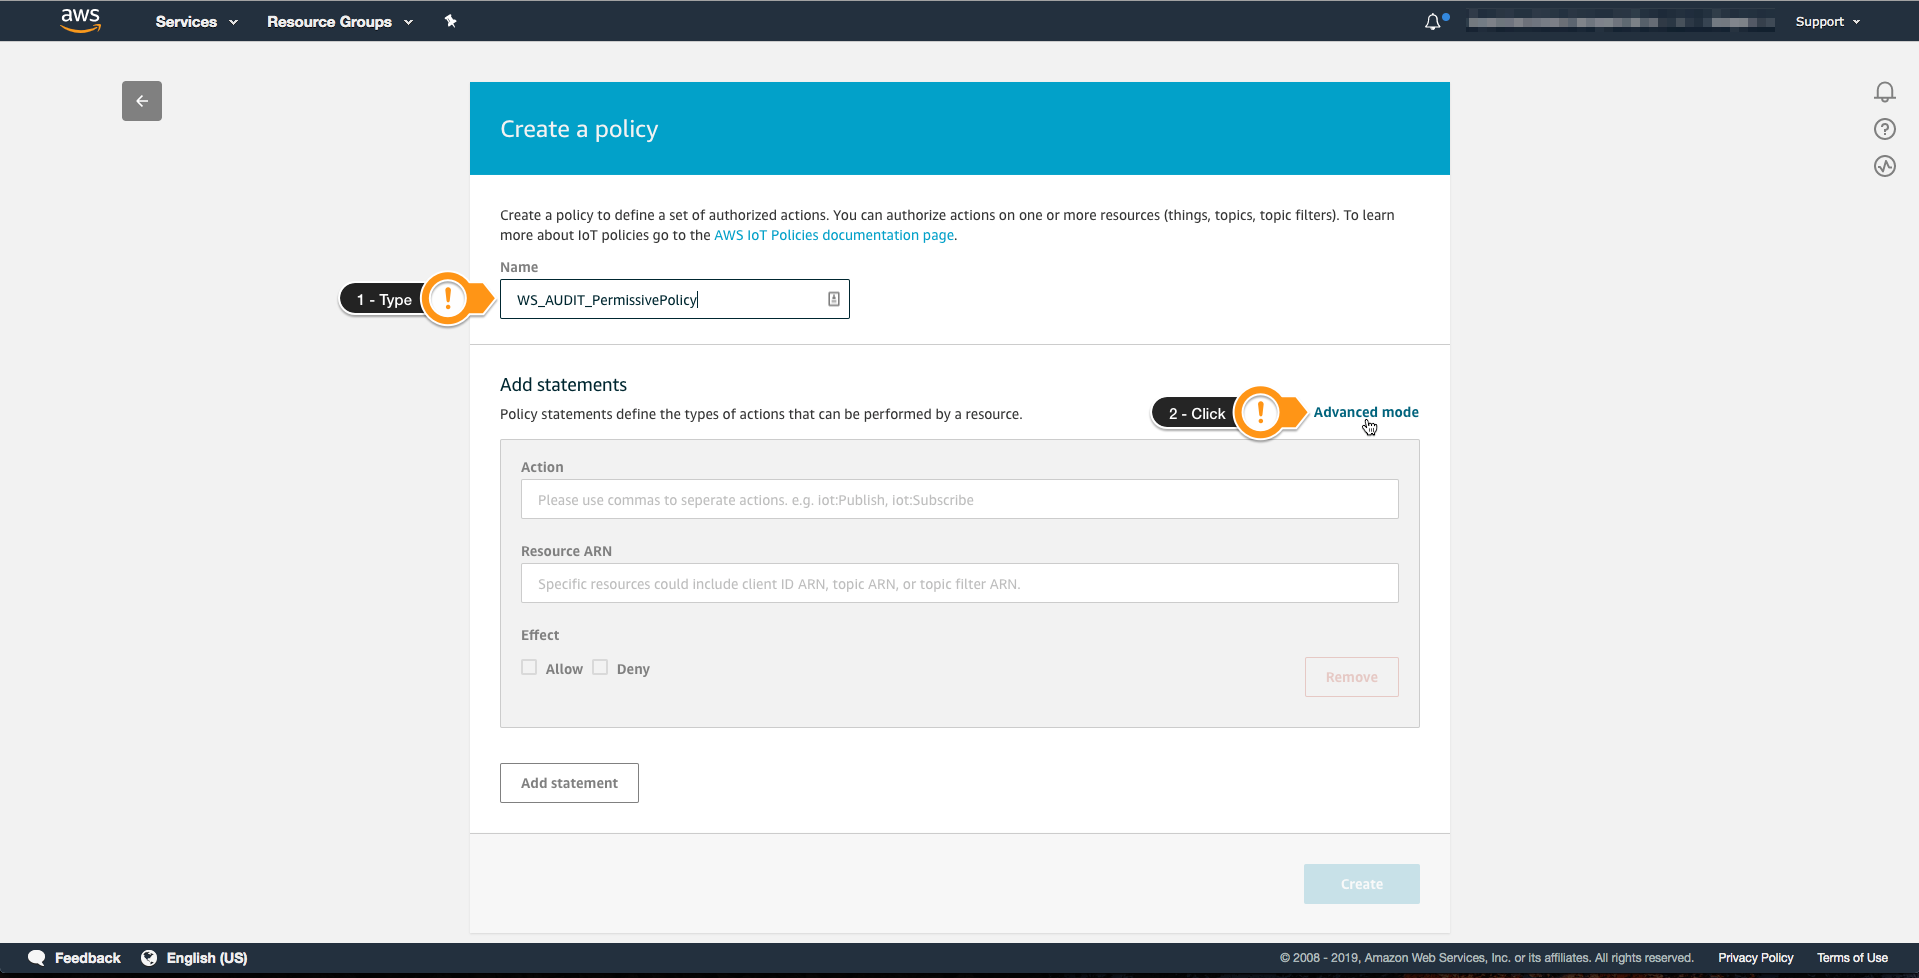 aws Services Resource Groups Support
Create a policy
Create a policy to define a set of authorized actions. You can authorize actions on one or more resources (things, topics, topic filters). To learn
more about IoT policies go to the AWS IoT Policies documentation page.
Name
1 - Type ! WS_AUDIT_PermissivePolicy
Add statements
Policy statements define the types of actions that can be performed by a resource.
2 - Click ! Advanced mode
Action
Please use commas to seperate actions. e.g. iot:Publish, iot:Subscribe
Resource ARN
Specific resources could include client ID ARN, topic ARN, or topic filter ARN.
Effect
Allow Deny
Remove
Add statement
Create
Feedback English (US) © 2008 - 2019, Amazon Web Services, Inc. or its affiliates. All rights reserved. Privacy Policy Terms of Use